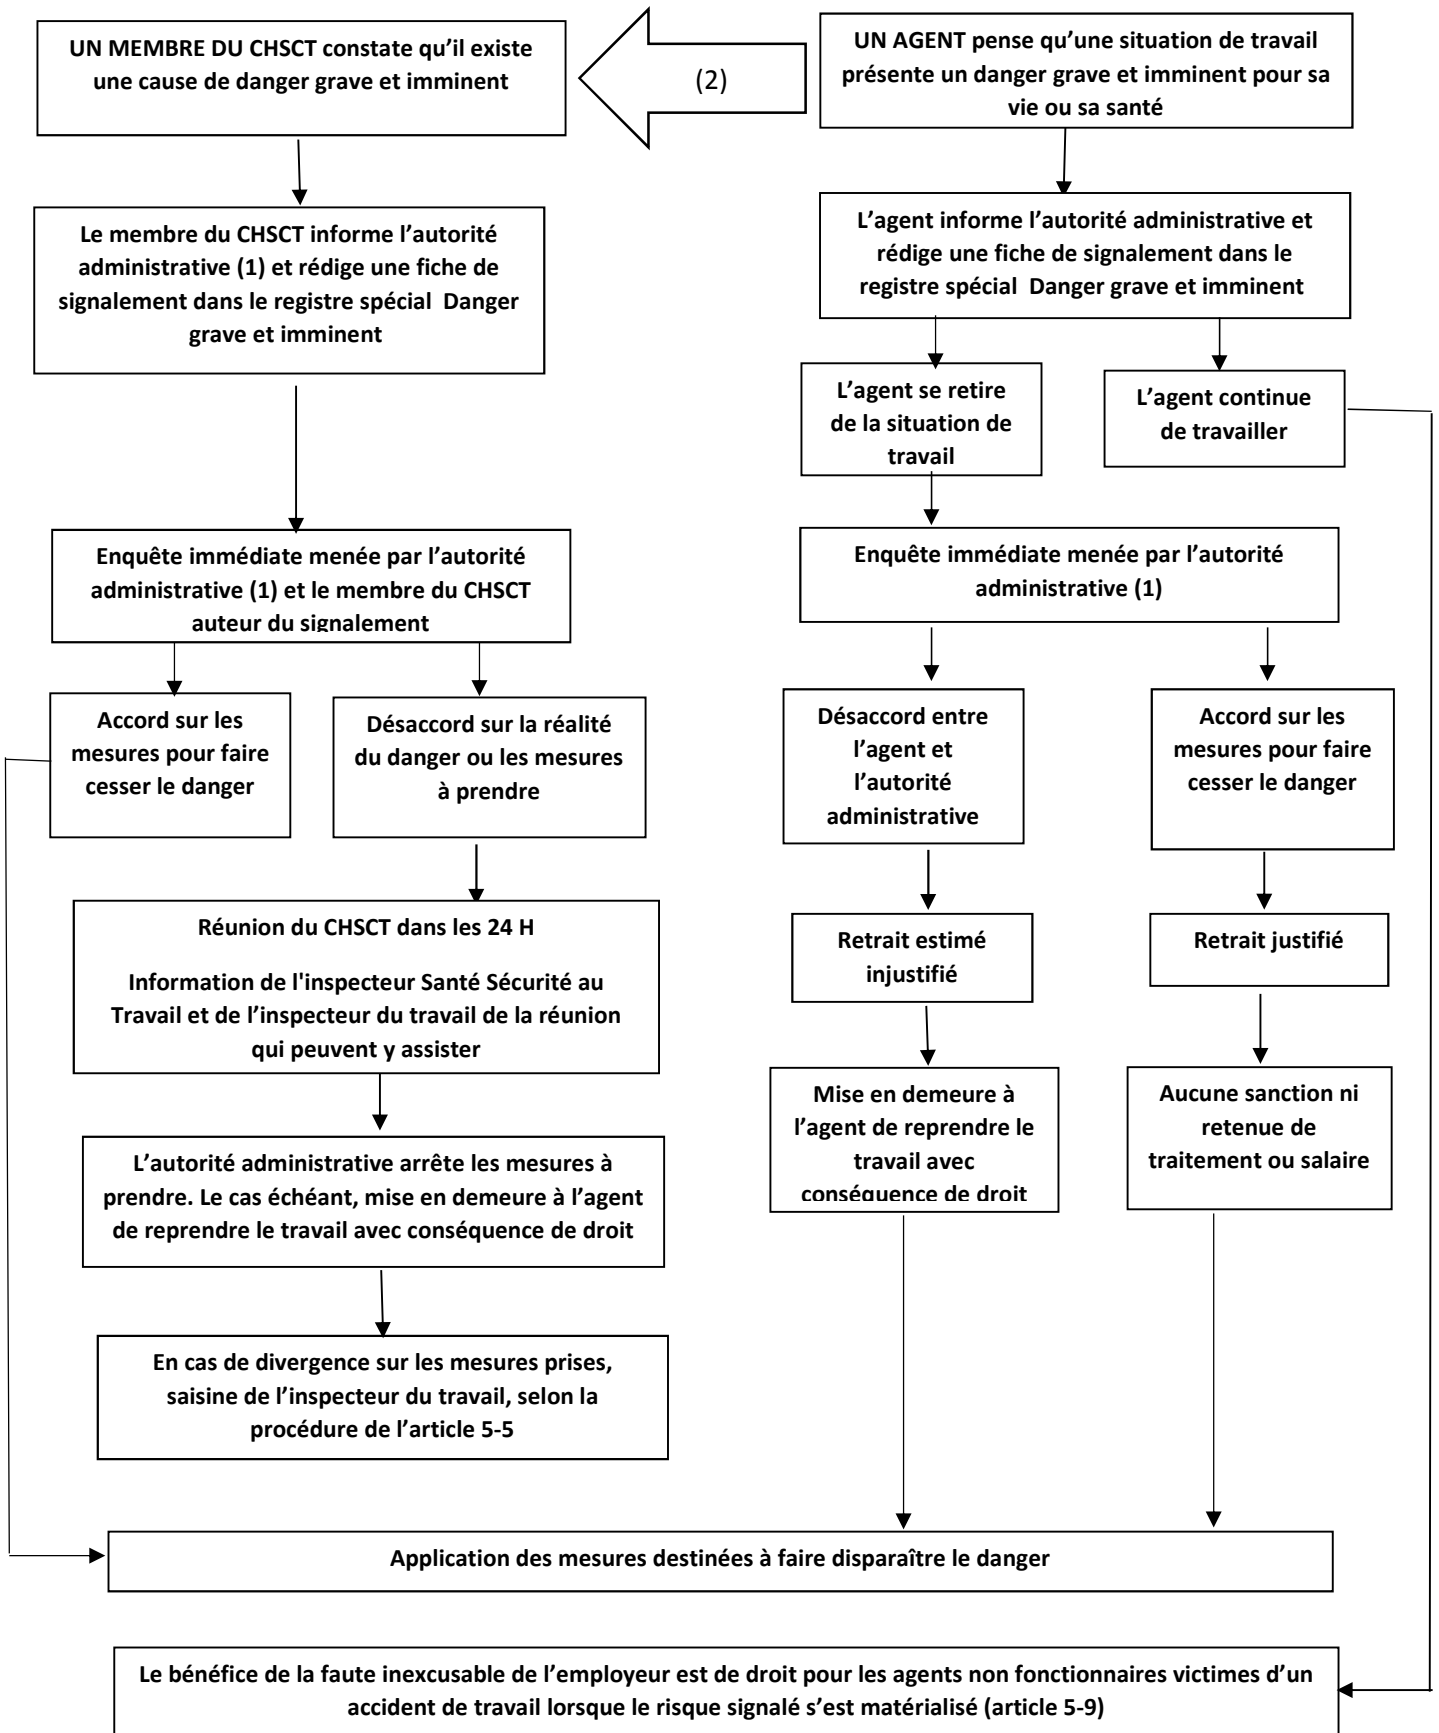 UN MEMBRE DU CHSCT constate qu’il existe
une cause de danger grave et imminent
(2)
UN AGENT pense qu’une situation de travail
présente un danger grave et imminent pour sa
vie ou sa santé
Le membre du CHSCT informe l’autorité
administrative (1) et rédige une fiche de
signalement dans le registre spécial  Danger
grave et imminent
L’agent informe l’autorité administrative et
rédige une fiche de signalement dans le
registre spécial  Danger grave et imminent
L’agent se retire
de la situation de
travail
L’agent continue
de travailler
Enquête immédiate menée par l’autorité
administrative (1) et le membre du CHSCT
auteur du signalement
Enquête immédiate menée par l’autorité
administrative (1)
Accord sur les
mesures pour faire
cesser le danger
Désaccord sur la réalité
du danger ou les mesures
à prendre
Désaccord entre
l’agent et
l’autorité
administrative
Accord sur les
mesures pour faire
cesser le danger
Réunion du CHSCT dans les 24 H
Information de l'inspecteur Santé Sécurité au
Travail et de l’inspecteur du travail de la réunion
qui peuvent y assister
Retrait estimé
injustifié
Retrait justifié
L’autorité administrative arrête les mesures à
prendre. Le cas échéant, mise en demeure à l’agent
de reprendre le travail avec conséquence de droit
Mise en demeure à
l’agent de reprendre le
travail avec
conséquence de droit
Aucune sanction ni
retenue de
traitement ou salaire
En cas de divergence sur les mesures prises,
saisine de l’inspecteur du travail, selon la
procédure de l’article 5-5
Application des mesures destinées à faire disparaître le danger
Le bénéfice de la faute inexcusable de l’employeur est de droit pour les agents non fonctionnaires victimes d’un
accident de travail lorsque le risque signalé s’est matérialisé (article 5-9)